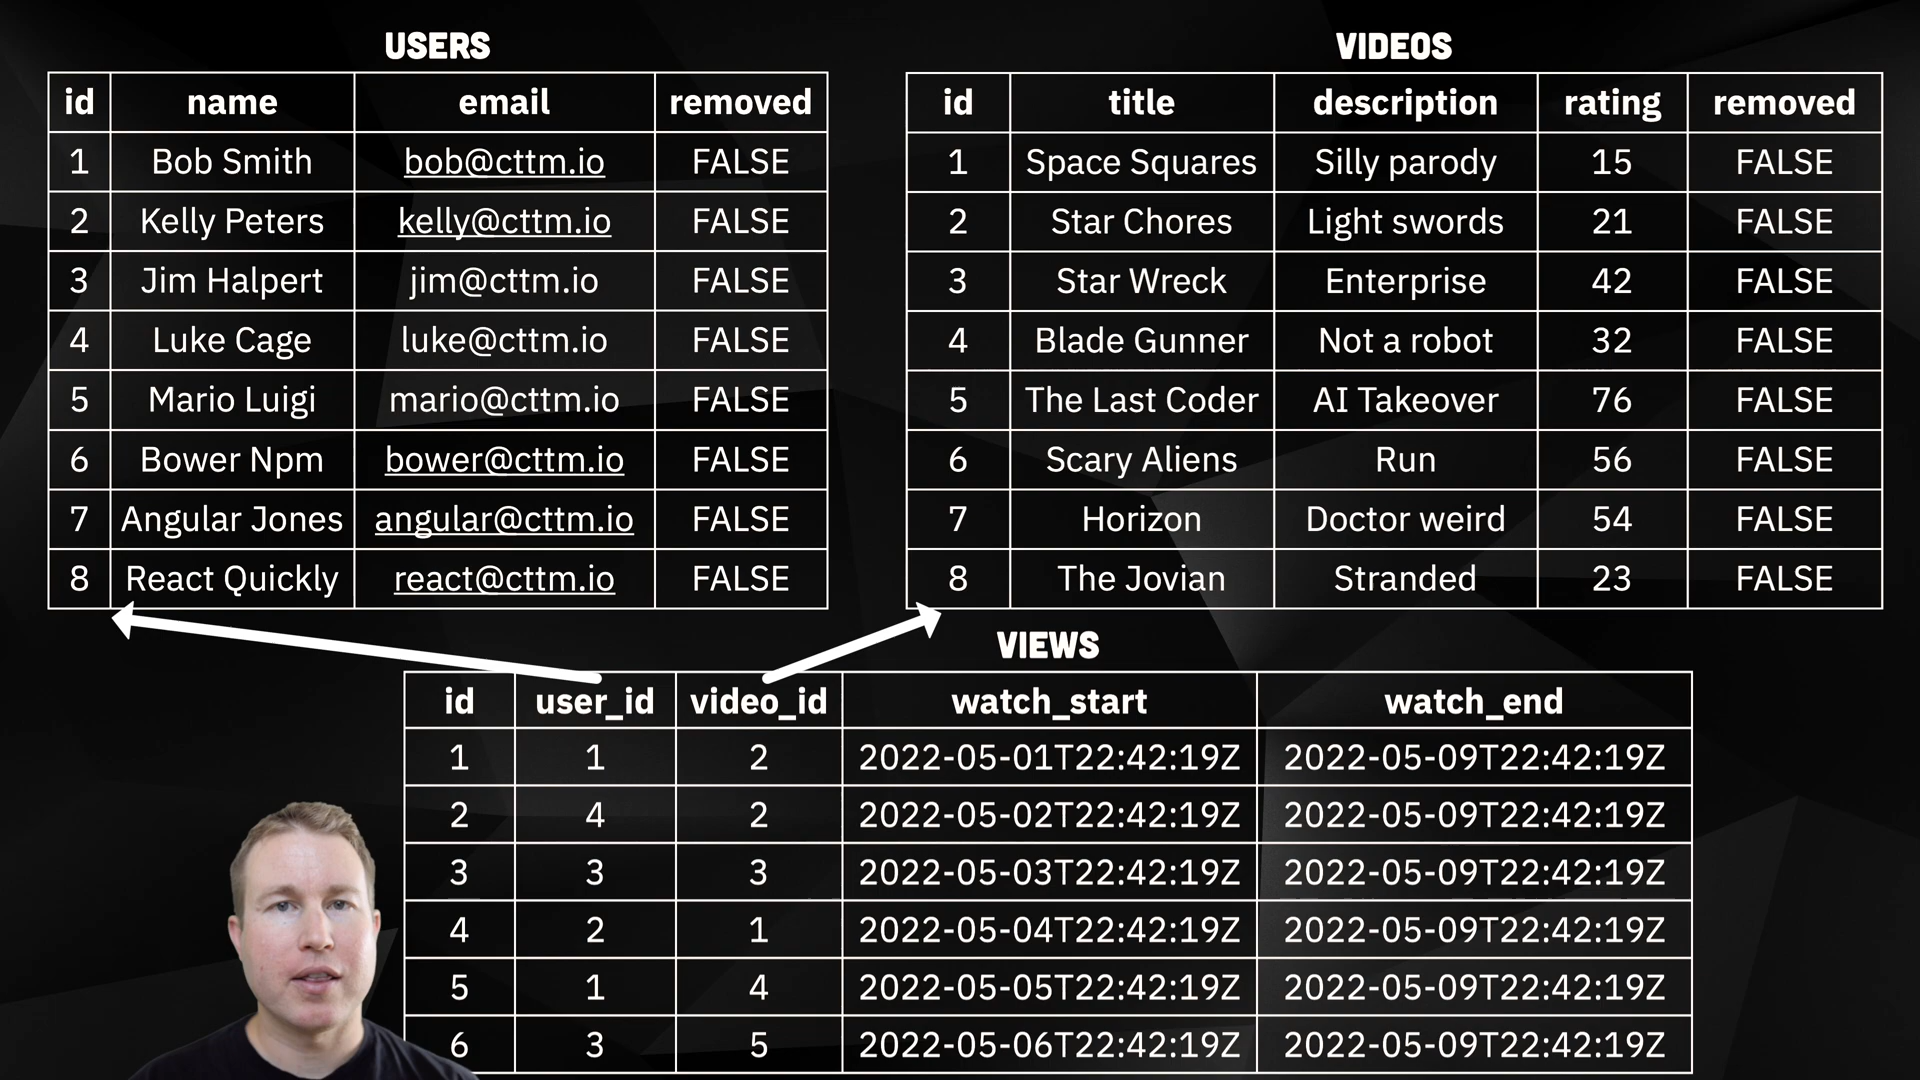 USERS
id name email removed
1 Bob Smith bob@cttm.io FALSE
2 Kelly Peters kelly@cttm.io FALSE
3 Jim Halpert jim@cttm.io FALSE
4 Luke Cage luke@cttm.io FALSE
5 Mario Luigi mario@cttm.io FALSE
6 Bower Npm bower@cttm.io FALSE
7 Angular Jones angular@cttm.io FALSE
8 React Quickly react@cttm.io FALSE
VIDEOS
id title description rating removed
1 Space Squares Silly parody 15 FALSE
2 Star Chores Light swords 21 FALSE
3 Star Wreck Enterprise 42 FALSE
4 Blade Gunner Not a robot 32 FALSE
5 The Last Coder AI Takeover 76 FALSE
6 Scary Aliens Run 56 FALSE
7 Horizon Doctor weird 54 FALSE
8 The Jovian Stranded 23 FALSE
VIEWS
id user_id video_id watch_start watch_end
1 1 2 2022-05-01T22:42:19Z 2022-05-09T22:42:19Z
2 4 2 2022-05-02T22:42:19Z 2022-05-09T22:42:19Z
3 3 3 2022-05-03T22:42:19Z 2022-05-09T22:42:19Z
4 2 1 2022-05-04T22:42:19Z 2022-05-09T22:42:19Z
5 1 4 2022-05-05T22:42:19Z 2022-05-09T22:42:19Z
6 3 5 2022-05-06T22:42:19Z 2022-05-09T22:42:19Z